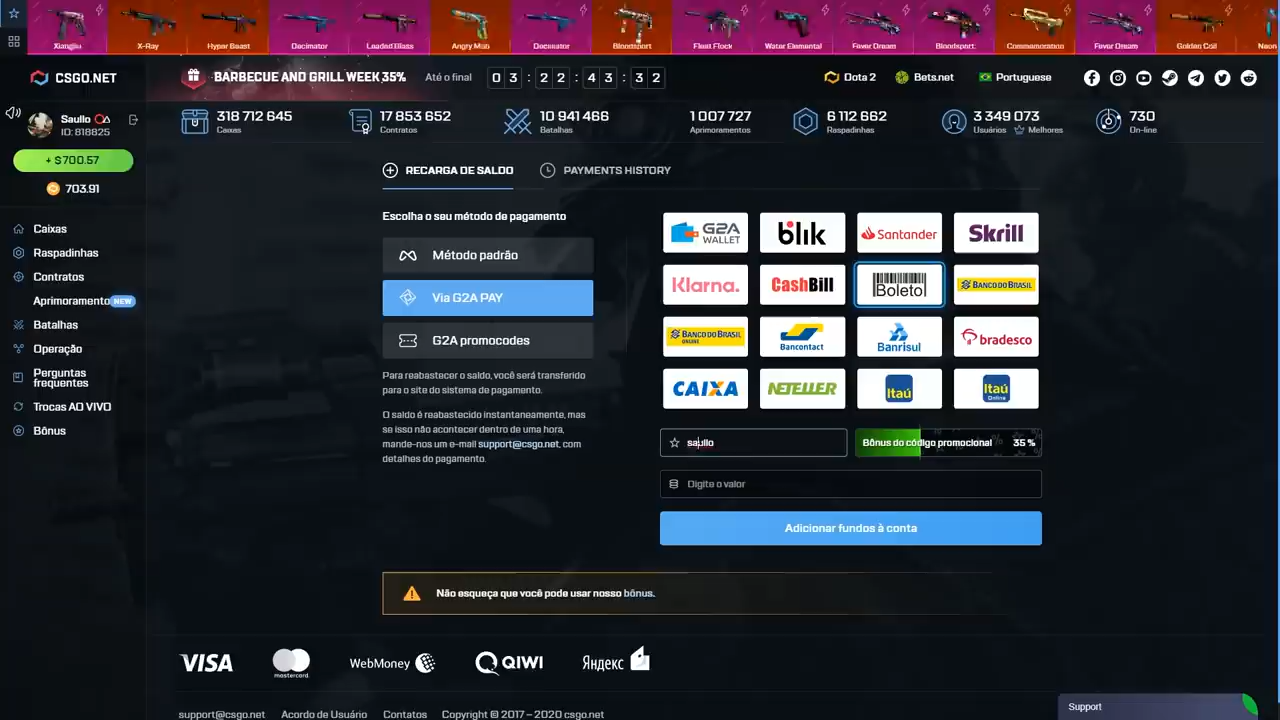 Xiangliu
X-Ray
Hyper Beast
Decimator
Loaded Glass
Angry Mob
Decimator
Bloodsport
Fleet Flock
Water Elemental
Fever Dream
Bloodsport
Commemoration
Fever Dream
Golden Coil
Neon
CSGO.NET
BARBECUE AND GRILL WEEK 35%
Até o final
0 3 : 2 2 : 4 3 : 3 2
Dota 2
Bets.net
Portuguese
Saullo
ID: 818825
318 712 645
Caixas
17 853 652
Contratos
10 941 466
Batalhas
1 007 727
Aprimoramentos
6 112 662
Raspadinhas
3 349 073
Usuários
Melhores
730
On-line
+ $700.57
703.91
RECARGA DE SALDO
PAYMENTS HISTORY
Caixas
Raspadinhas
Contratos
Aprimoramento NEW
Batalhas
Operação
Perguntas
frequentes
Trocas AO VIVO
Bônus
Escolha o seu método de pagamento
Método padrão
Via G2A PAY
G2A promocodes
Para reabastecer o saldo, você será transferido
para o site do sistema de pagamento.
O saldo é reabastecido instantaneamente, mas
se isso não acontecer dentro de uma hora,
mande-nos um e-mail support@csgo.net, com
detalhes do pagamento.
G2A
WALLET
blik
Santander
Skrill
Klarna.
CashBill
Boleto
BANCO DO BRASIL
BANCO DO BRASIL
ONLINE
Bancontact
Banrisul
bradesco
CAIXA
NETELLER
Itaú
Itaú
Online
saullo
Bônus do código promocional 35 %
Digite o valor
Adicionar fundos à conta
Não esqueça que você pode usar nosso bônus.
VISA
mastercard
WebMoney
QIWI
Яндекс
support@csgo.net
Acordo de Usuário
Contatos
Copyright © 2017 – 2020 csgo.net
Support